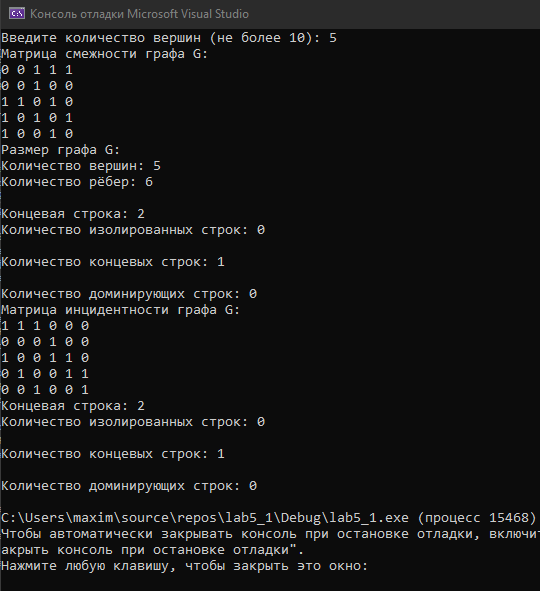 Консоль отладки Microsoft Visual Studio
Введите количество вершин (не более 10): 5
Матрица смежности графа G:
0 0 1 1 1
0 0 1 0 0
1 1 0 1 0
1 0 1 0 1
1 0 0 1 0
Размер графа G:
Количество вершин: 5
Количество рёбер: 6
Концевая строка: 2
Количество изолированных строк: 0
Количество концевых строк: 1
Количество доминирующих строк: 0
Матрица инцидентности графа G:
1 1 1 0 0 0
0 0 0 1 0 0
1 0 0 1 1 0
0 1 0 0 1 1
0 0 1 0 0 1
Концевая строка: 2
Количество изолированных строк: 0
Количество концевых строк: 1
Количество доминирующих строк: 0
C:\Users\maxim\source\repos\lab5_1\Debug\lab5_1.exe (процесс 15468)
Чтобы автоматически закрывать консоль при остановке отладки, включит
акрыть консоль при остановке отладки".
Нажмите любую клавишу, чтобы закрыть это окно: